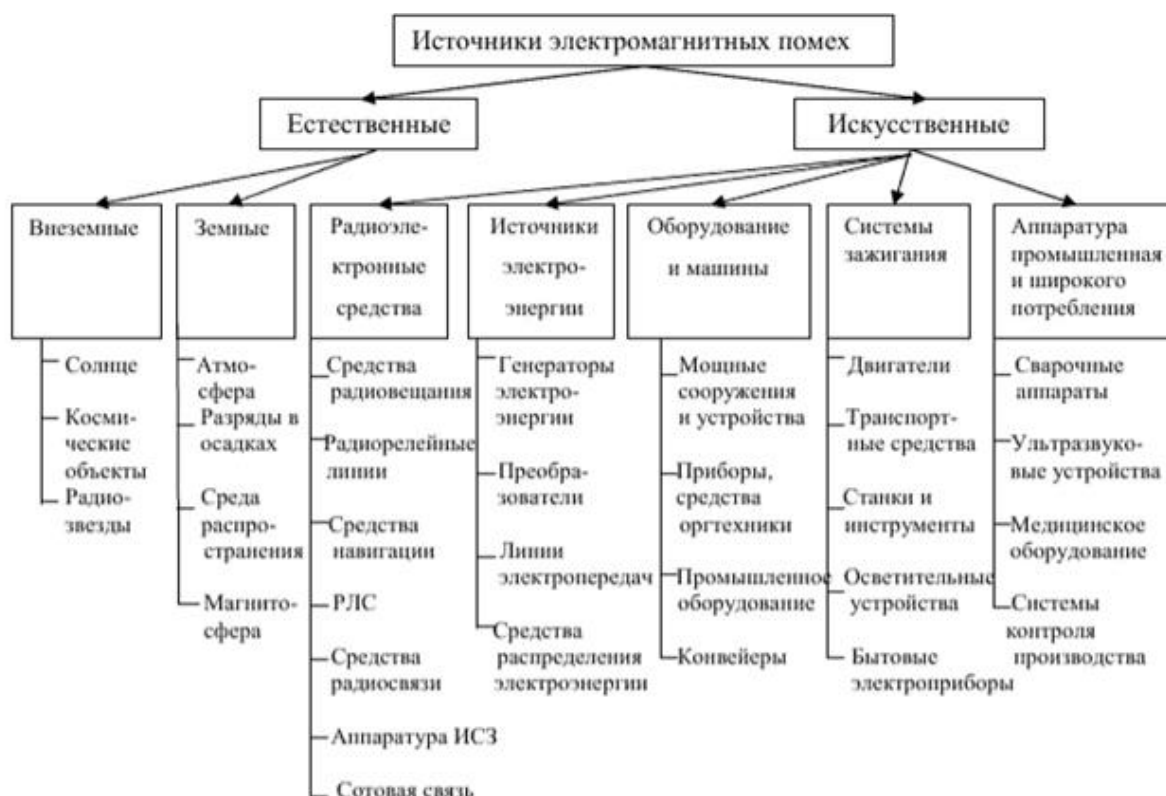 Источники электромагнитных помех
Естественные
Искусственные
Внеземные
Земные
Радиоэле-
ктронные
средства
Источники
электро-
энергии
Оборудование
и машины
Системы
зажигания
Аппаратура
промышленная
и широкого
потребления
Солнце
Косми-
ческие
объекты
Радио-
звезды
Атмо-
сфера
Разряды в
осадках
Среда
распро-
странения
Магнито-
сфера
Средства
радиовещания
Радиорелейные
линии
Средства
навигации
РЛС
Средства
радиосвязи
Аппаратура ИСЗ
Сотовая связь
Генераторы
электро-
энергии
Преобра-
зователи
Линии
электропередач
Средства
распределения
электроэнергии
Мощные
сооружения
и устройства
Приборы,
средства
оргтехники
Промышленное
оборудование
Конвейеры
Двигатели
Транспорт-
ные средства
Станки и
инструменты
Осветительные
устройства
Бытовые
электроприборы
Сварочные
аппараты
Ультразвуко-
вые устройства
Медицинское
оборудование
Системы
контроля
производства